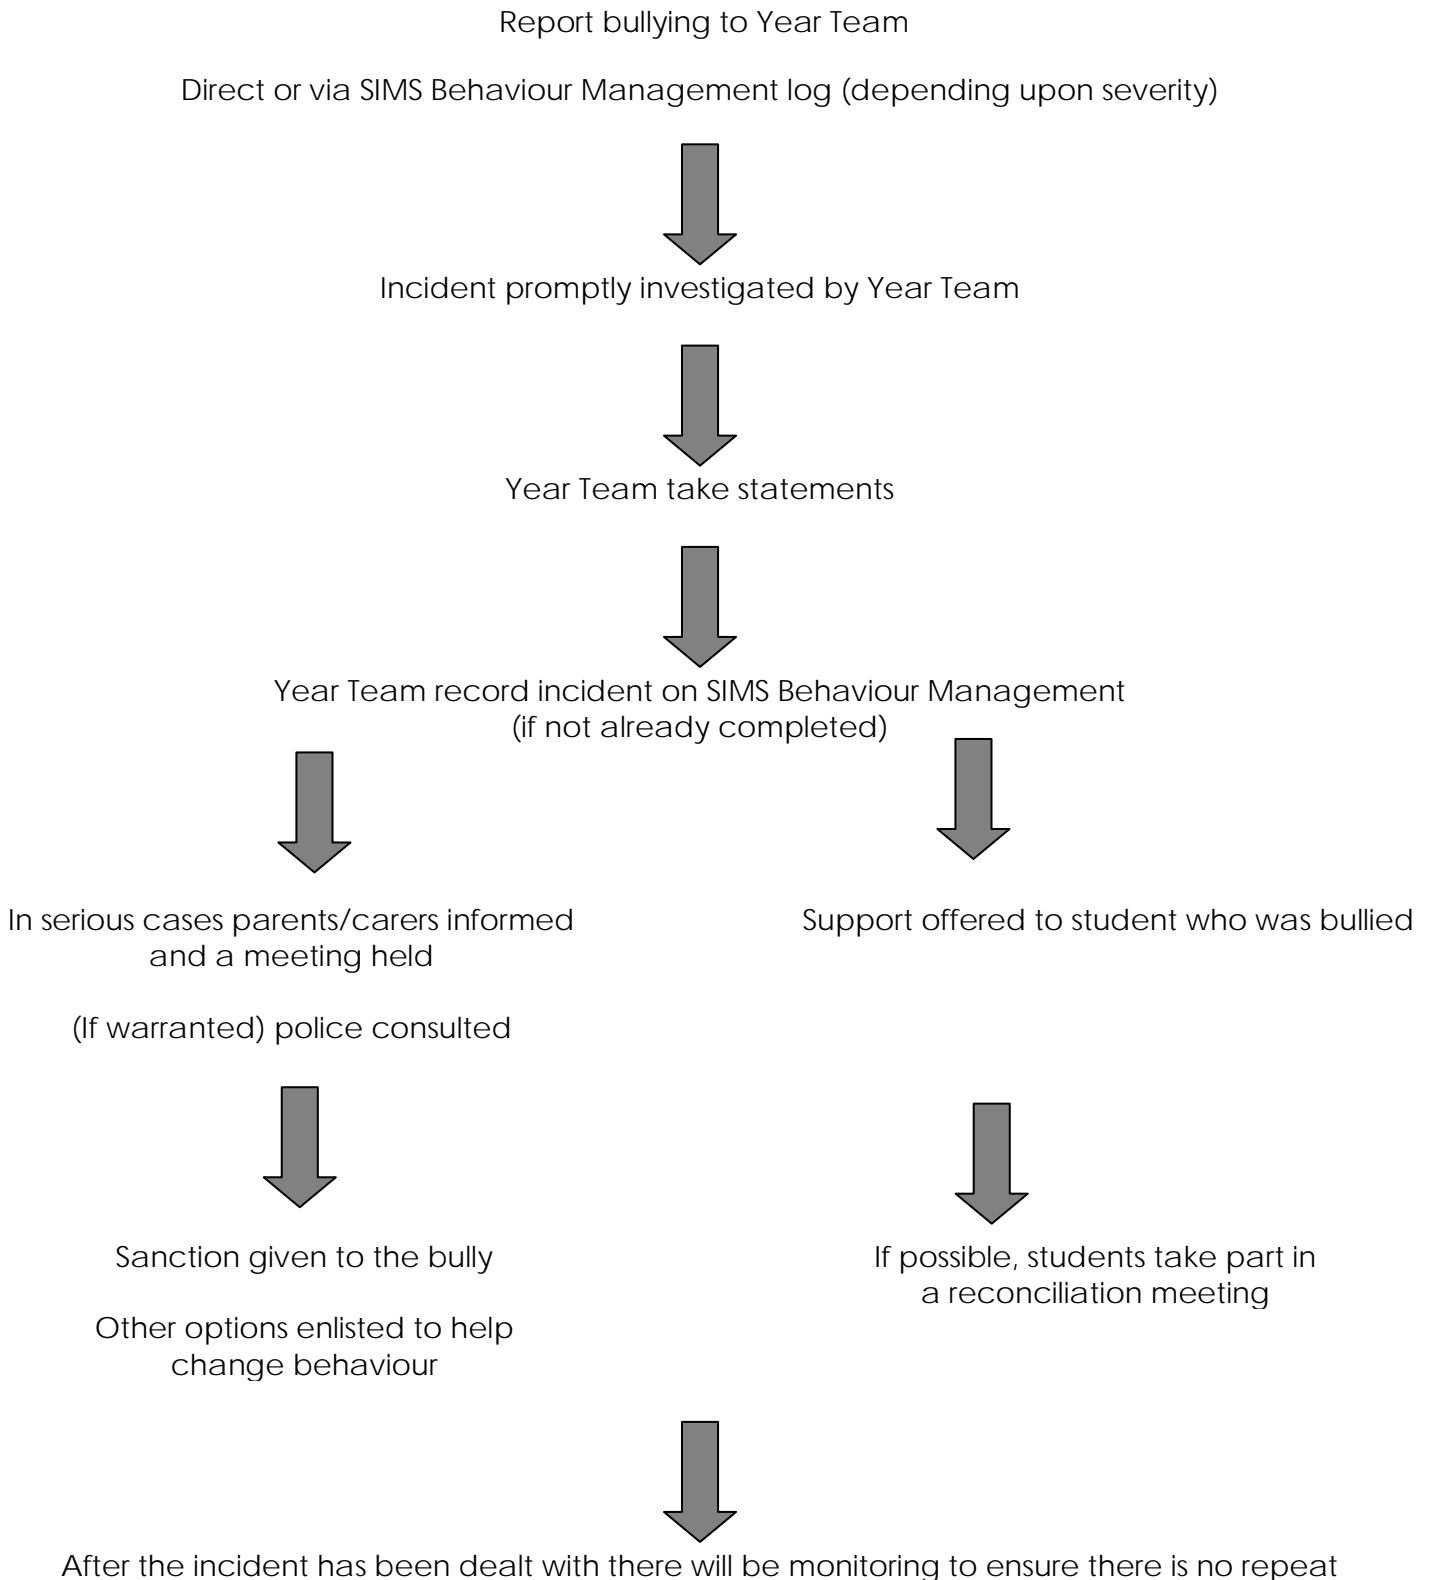 Report bullying to Year Team
Direct or via SIMS Behaviour Management log (depending upon severity)
Incident promptly investigated by Year Team
Year Team take statements
Year Team record incident on SIMS Behaviour Management
(if not already completed)
In serious cases parents/carers informed
and a meeting held
(If warranted) police consulted
Support offered to student who was bullied
Sanction given to the bully
Other options enlisted to help
change behaviour
If possible, students take part in
a reconciliation meeting
After the incident has been dealt with there will be monitoring to ensure there is no repeat